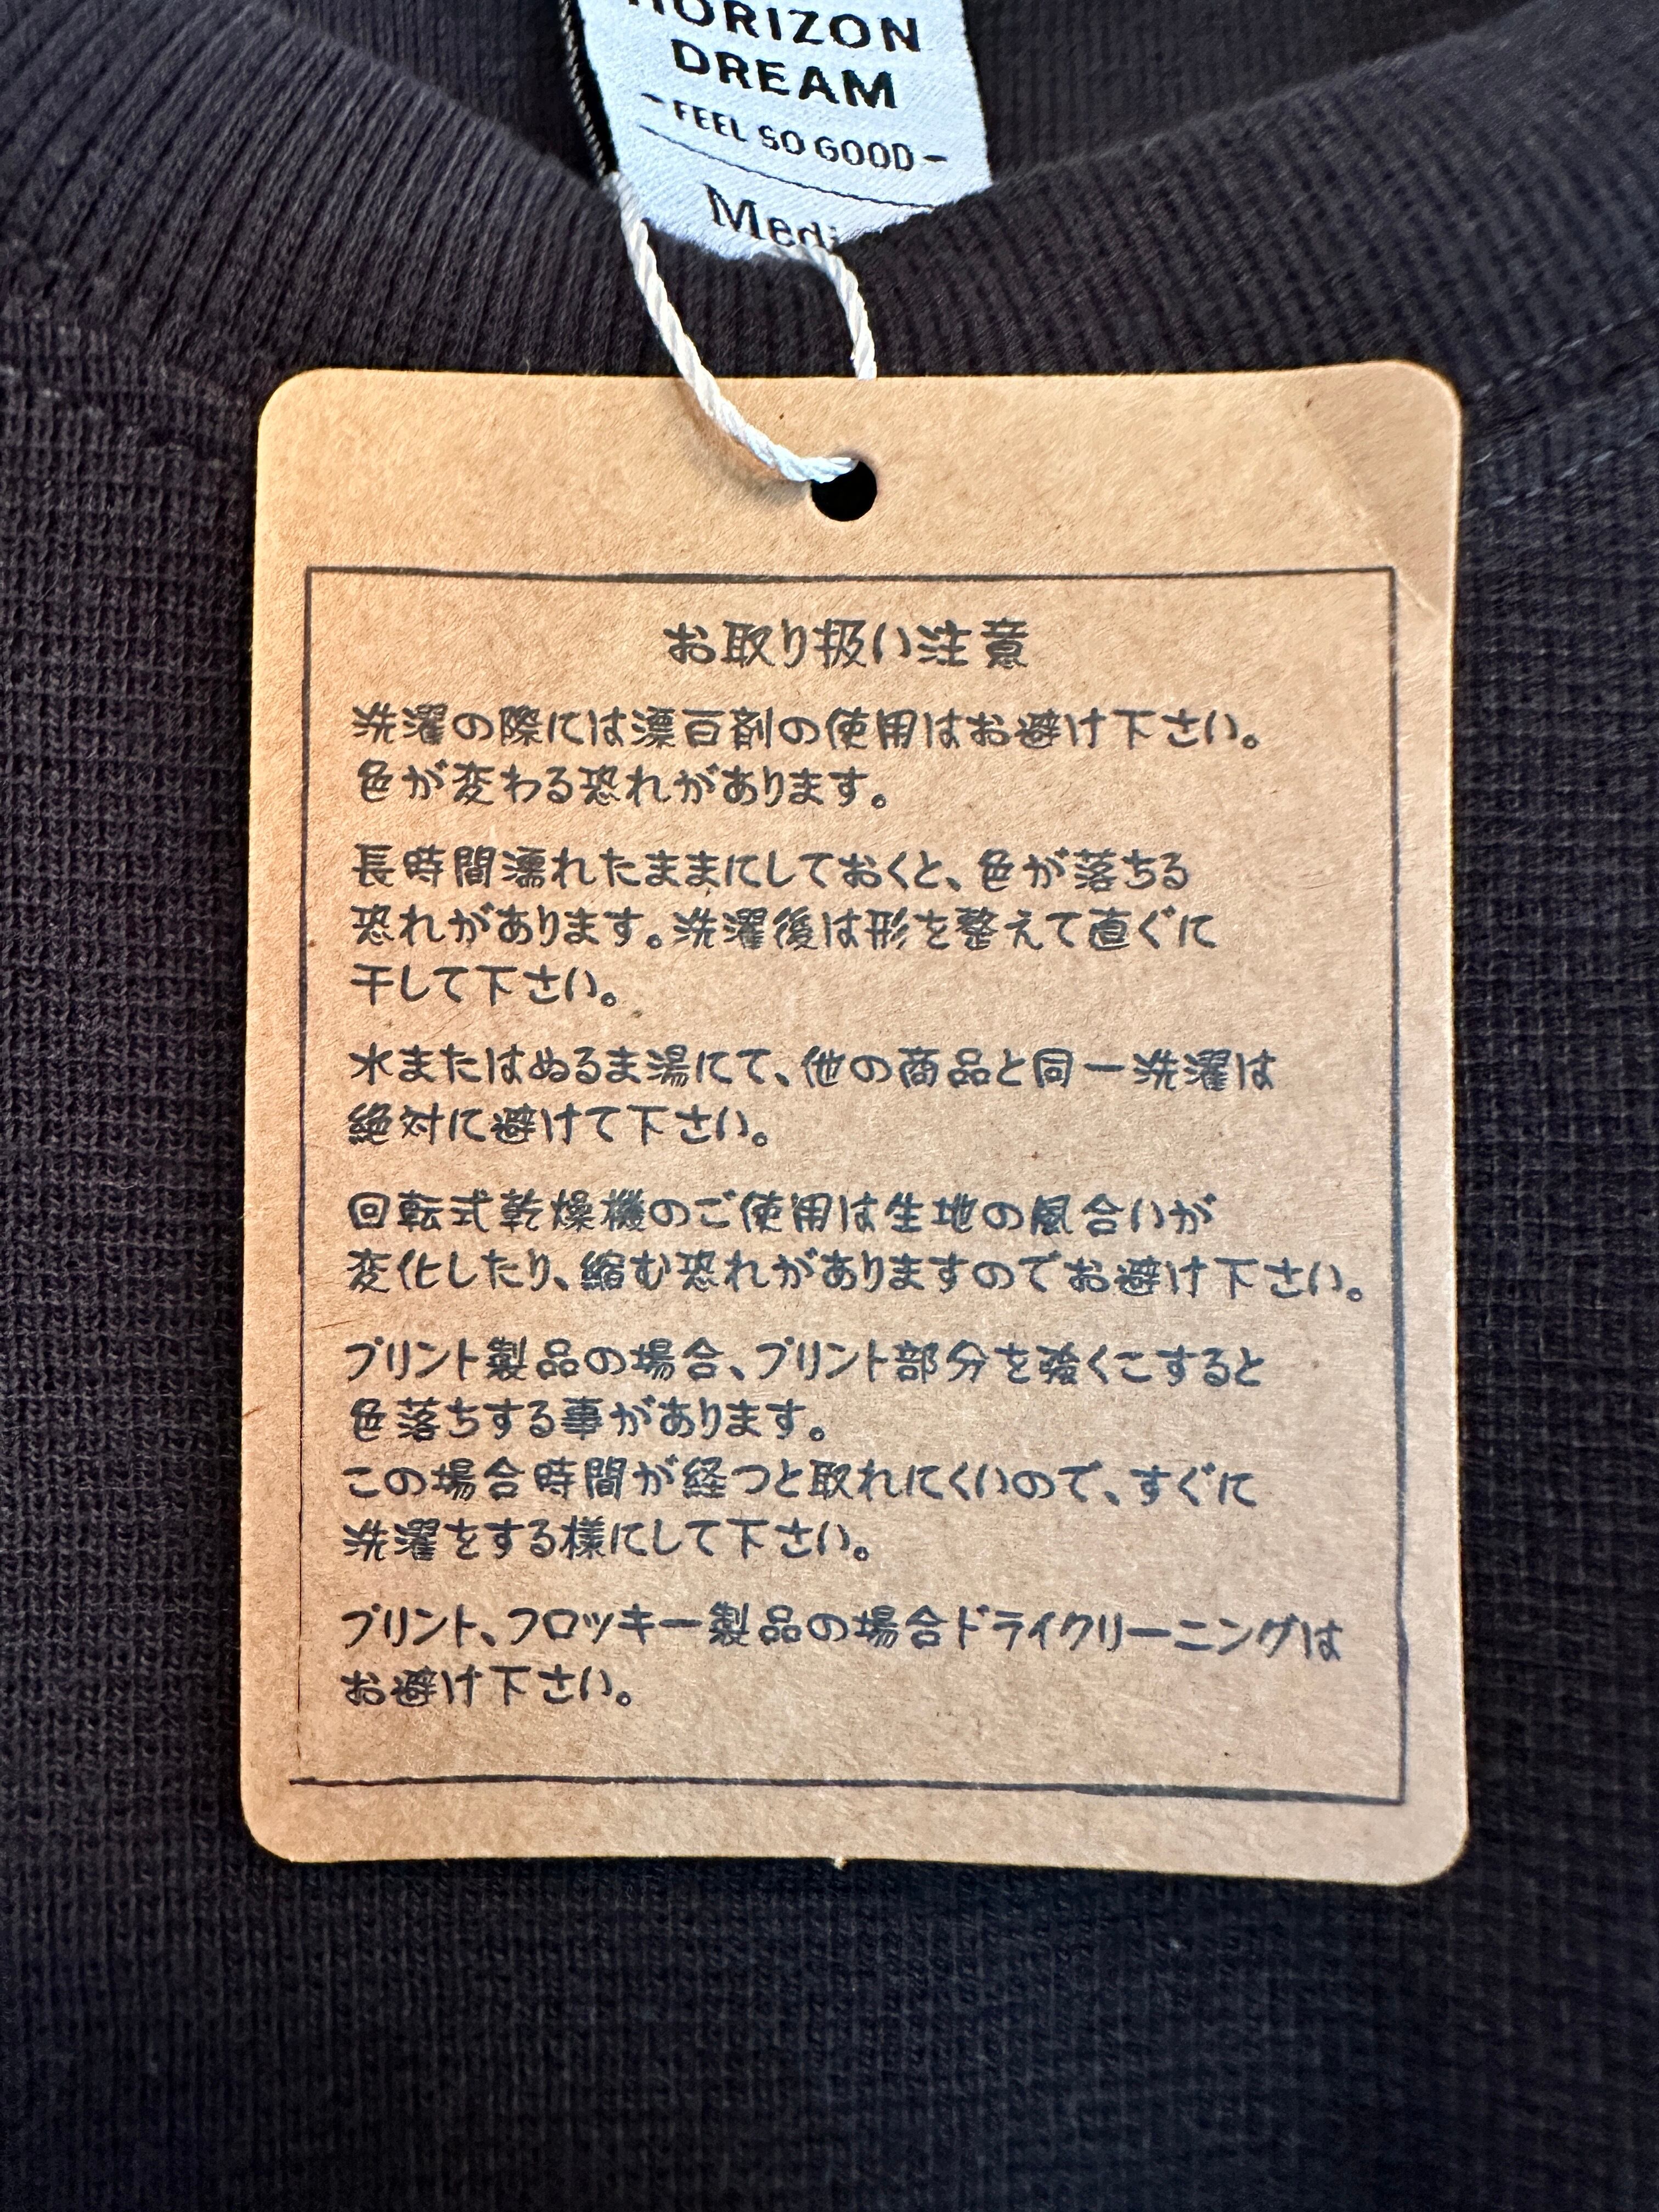 HORIZON
DREAM
- FEEL SO GOOD -
Medi
お取り扱い注意
洗濯の際には漂白剤の使用はお避け下さい。
色が変わる恐れがあります。
長時間濡れたままにしておくと、色が落ちる
恐れがあります。洗濯後は形を整えて直ぐに
干して下さい。
水またはぬるま湯にて、他の商品と同一洗濯は
絶対に避けて下さい。
回転式乾燥機のご使用は生地の風合いが
変化したり、縮む恐れがありますのでお避け下さい。
プリント製品の場合、プリント部分を強くこすると
色落ちする事があります。
この場合時間が経つと取れにくいので、すぐに
洗濯をする様にして下さい。
プリント、フロッキー製品の場合ドライクリーニングは
お避け下さい。